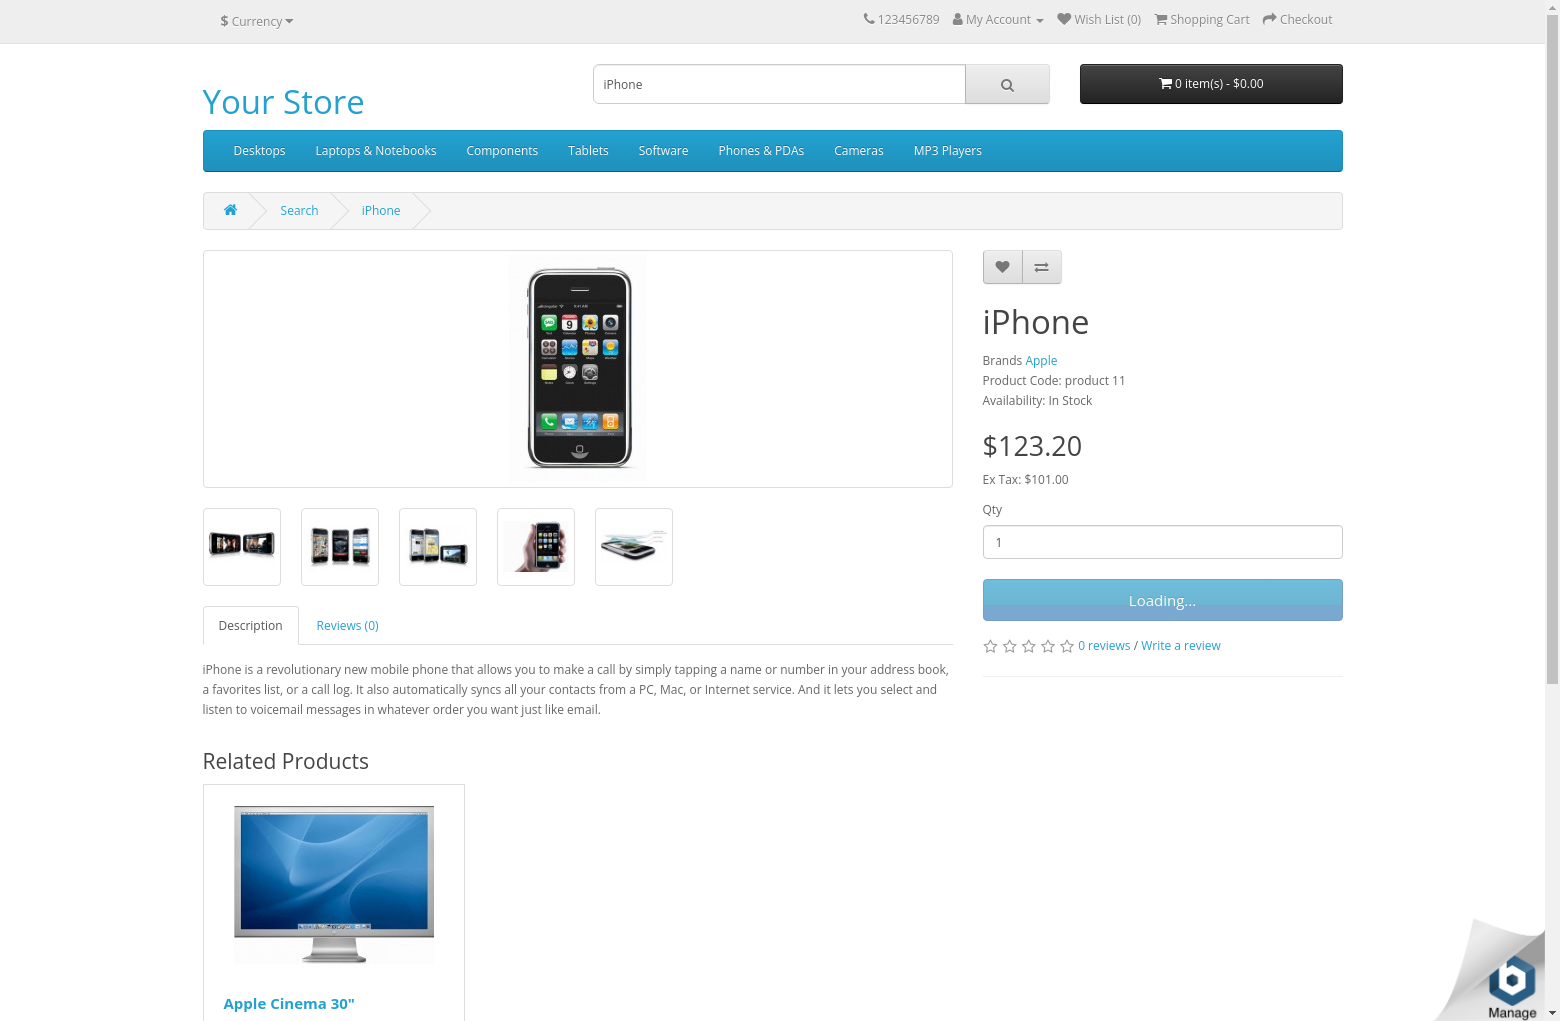 $ Currency
123456789
My Account
Wish List (0)
Shopping Cart
Checkout
Your Store
iPhone
0 item(s) - $0.00
Desktops
Laptops & Notebooks
Components
Tablets
Software
Phones & PDAs
Cameras
MP3 Players
Search
iPhone
iPhone
Brands Apple
Product Code: product 11
Availability: In Stock
$123.20
Ex Tax: $101.00
Qty
1
Loading...
0 reviews / Write a review
Description
Reviews (0)
iPhone is a revolutionary new mobile phone that allows you to make a call by simply tapping a name or number in your address book,
a favorites list, or a call log. It also automatically syncs all your contacts from a PC, Mac, or Internet service. And it lets you select and
listen to voicemail messages in whatever order you want just like email.
Related Products
Apple Cinema 30"
Manage